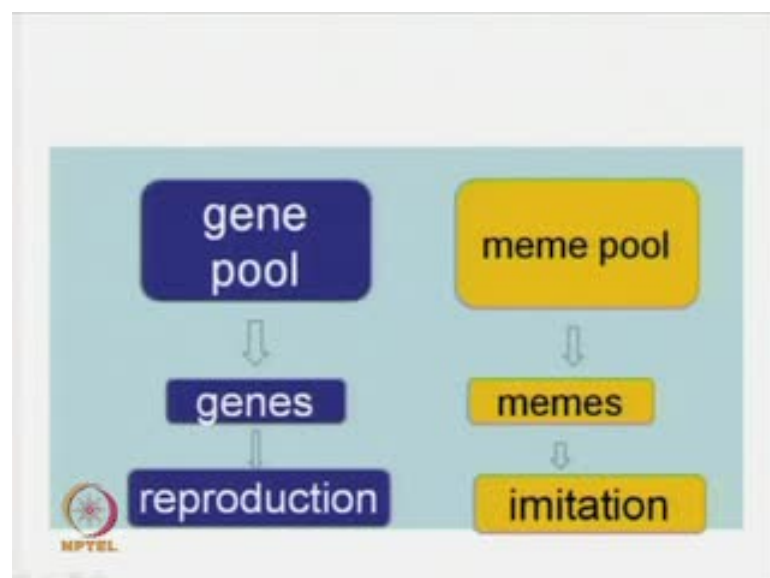 gene
pool
genes
reproduction
meme pool
memes
imitation
NPTEL